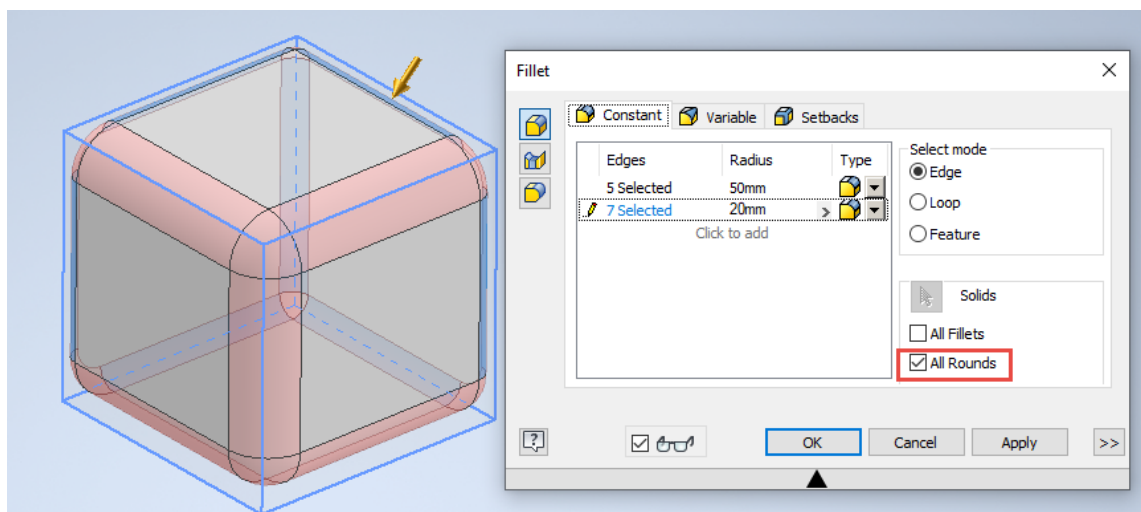 Fillet
Constant Variable Setbacks
Edges Radius Type
5 Selected 50mm
7 Selected 20mm >
Click to add
Select mode
Edge
Loop
Feature
Solids
All Fillets
All Rounds
?
OK Cancel Apply >>